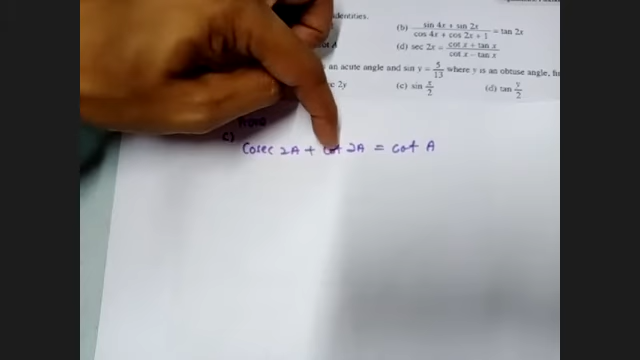 identities.
(b) sin 4x + sin 2x / cos 4x + cos 2x + 1 = tan 2x
A
(d) sec 2x = cot x + tan x / cot x − tan x
an acute angle and sin y = 5/13 where y is an obtuse angle,
2y (c) sin x/2 (d) tan y/2
c)
Cosec 2A + cot 2A = cot A